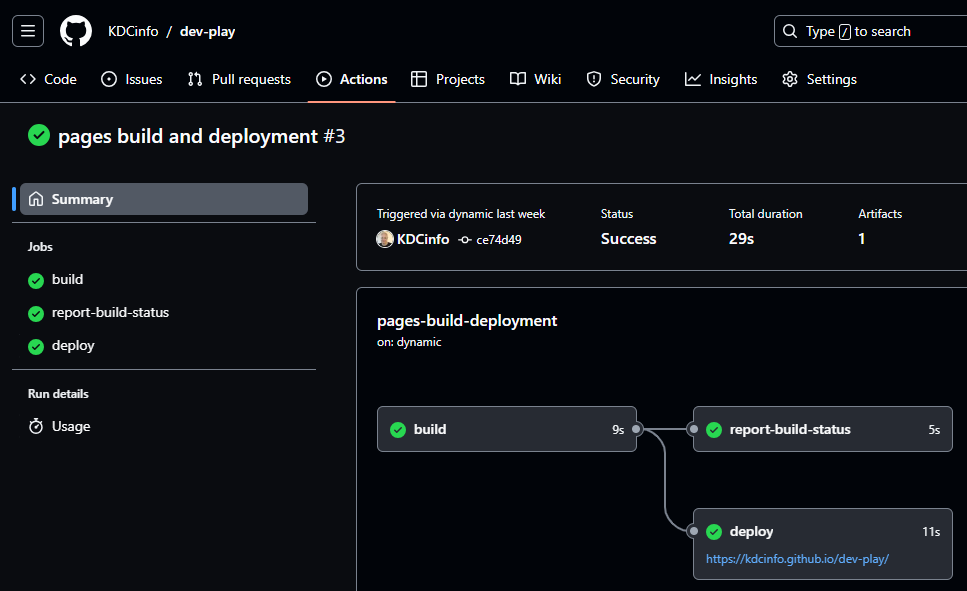 KDCinfo / dev-play
Type / to search
Code Issues Pull requests Actions Projects Wiki Security Insights Settings
pages build and deployment #3
Summary
Jobs
build
report-build-status
deploy
Run details
Usage
Triggered via dynamic last week
KDCinfo ce74d49
Status
Success
Total duration
29s
Artifacts
1
pages-build-deployment
on: dynamic
build 9s
report-build-status 5s
deploy 11s
https://kdcinfo.github.io/dev-play/